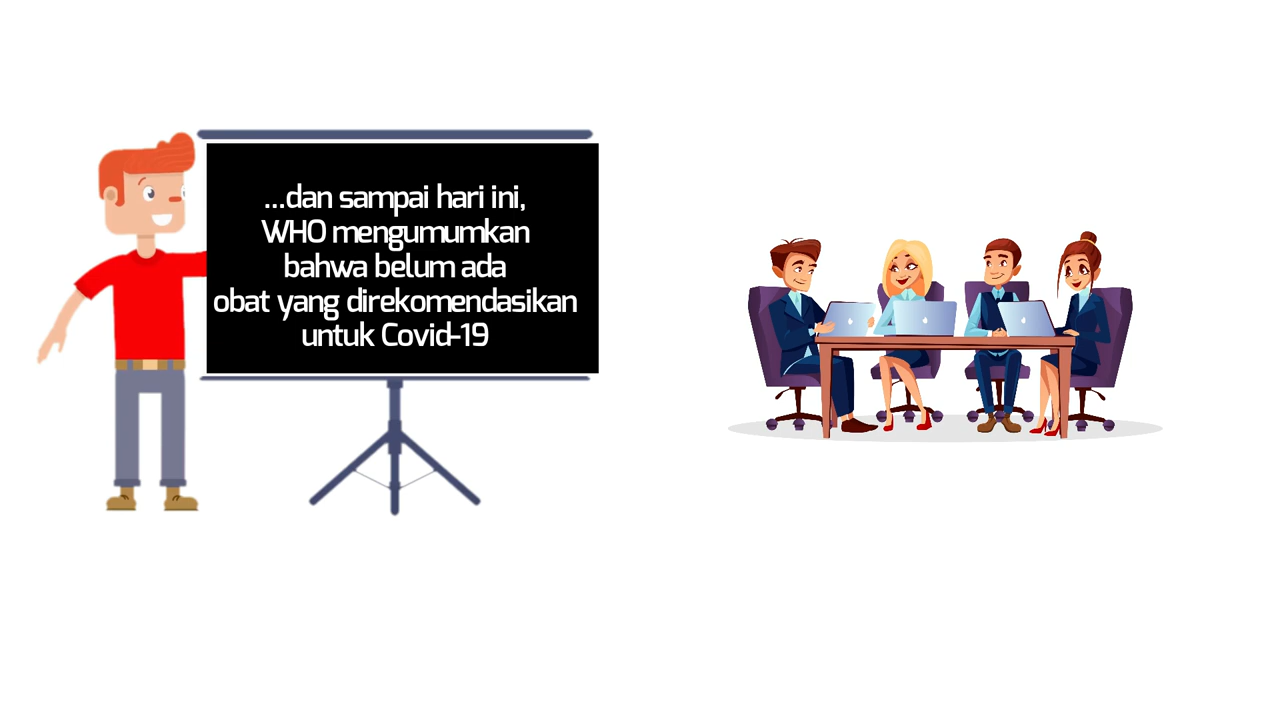 ...dan sampai hari ini,
WHO mengumumkan
bahwa belum ada
obat yang direkomendasikan
untuk Covid-19